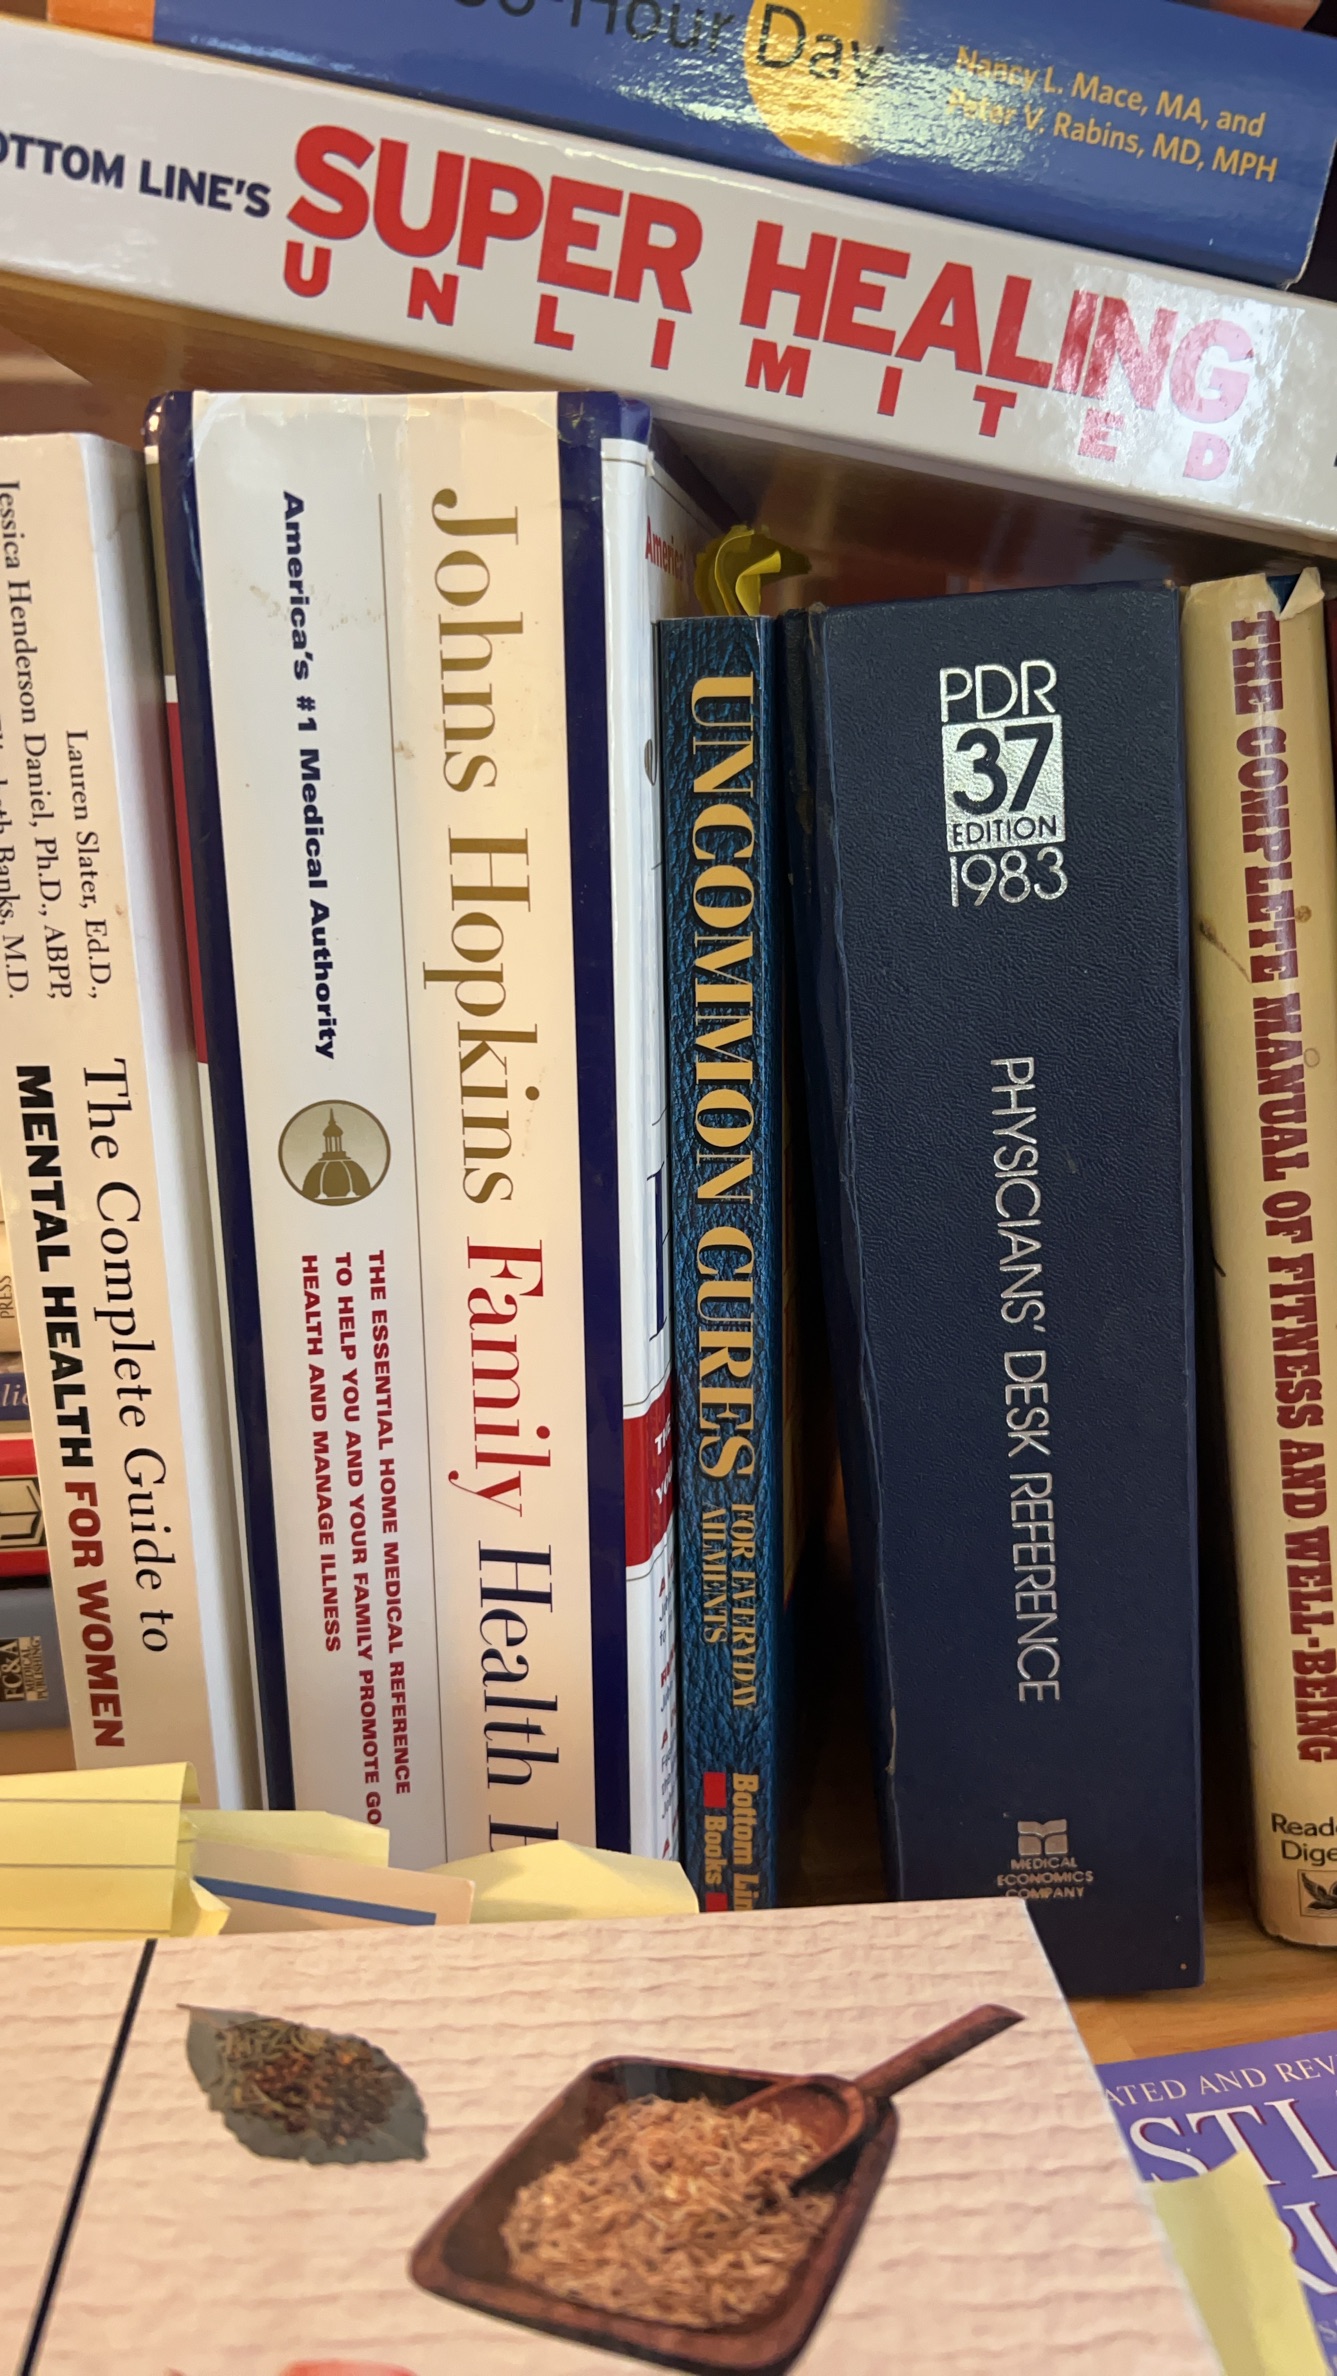 -Hour Day
Nancy L. Mace, MA, and
Peter V. Rabins, MD, MPH
OTTOM LINE'S SUPER HEALING
UNLIMITED
Jessica Henderson Daniel, Ph.D., ABPP,
Lauren Slater, Ed.D.,
Banks, M.D.
The Complete Guide to
MENTAL HEALTH FOR WOMEN
PRESS
America's #1 Medical Authority
THE ESSENTIAL HOME MEDICAL REFERENCE
TO HELP YOU AND YOUR FAMILY PROMOTE GO
HEALTH AND MANAGE ILLNESS
Johns Hopkins Family Health
America'
UNCOMMON CURES FOR EVERYDAY
AILMENTS
Bottom Lin
Books
PDR
37
EDITION
1983
PHYSICIANS' DESK REFERENCE
MEDICAL
ECONOMICS
COMPANY
THE COMPLETE MANUAL OF FITNESS AND WELL-BEING
Reade
Dige
ATED AND REV
STI